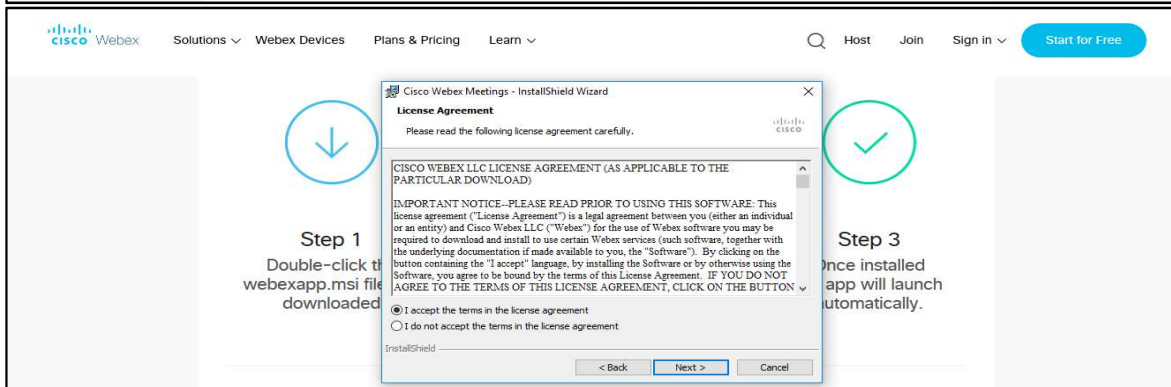 CISCO Webex Solutions Webex Devices Plans & Pricing Learn Host Join Sign in Start for Free
Cisco Webex Meetings - InstallShield Wizard
License Agreement
Please read the following license agreement carefully.
CISCO
CISCO WEBEX LLC LICENSE AGREEMENT (AS APPLICABLE TO THE
PARTICULAR DOWNLOAD)
IMPORTANT NOTICE--PLEASE READ PRIOR TO USING THIS SOFTWARE: This
license agreement ("License Agreement") is a legal agreement between you (either an individual
or an entity) and Cisco Webex LLC ("Webex") for the use of Webex software you may be
required to download and install to use certain Webex services (such software, together with
the underlying documentation if made available to you, the "Software"). By clicking on the
button containing the "I accept" language, by installing the Software or by otherwise using the
Software, you agree to be bound by the terms of this License Agreement. IF YOU DO NOT
AGREE TO THE TERMS OF THIS LICENSE AGREEMENT, CLICK ON THE BUTTON
I accept the terms in the license agreement
I do not accept the terms in the license agreement
InstallShield
< Back Next > Cancel
Step 1
Double-click
webexapp.msi
downloaded
Step 3
installed
app will launch